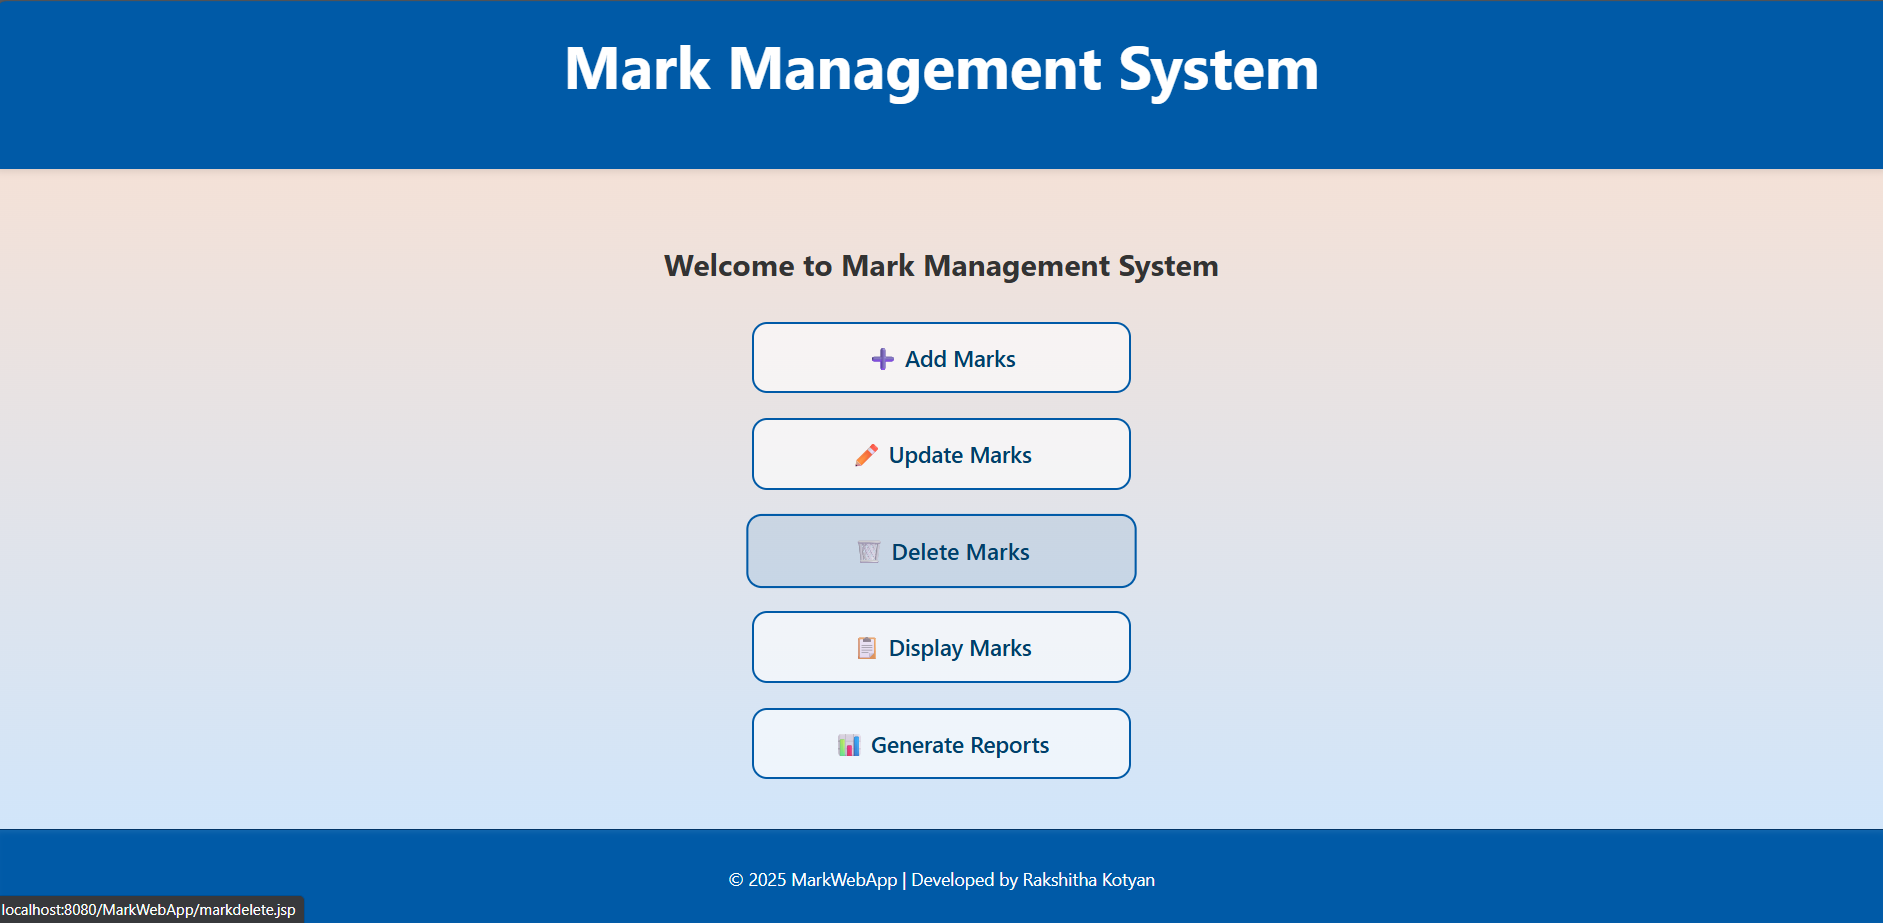 Mark Management System
Welcome to Mark Management System
Add Marks
Update Marks
Delete Marks
Display Marks
Generate Reports
© 2025 MarkWebApp | Developed by Rakshitha Kotyan
localhost:8080/MarkWebApp/markdelete.jsp